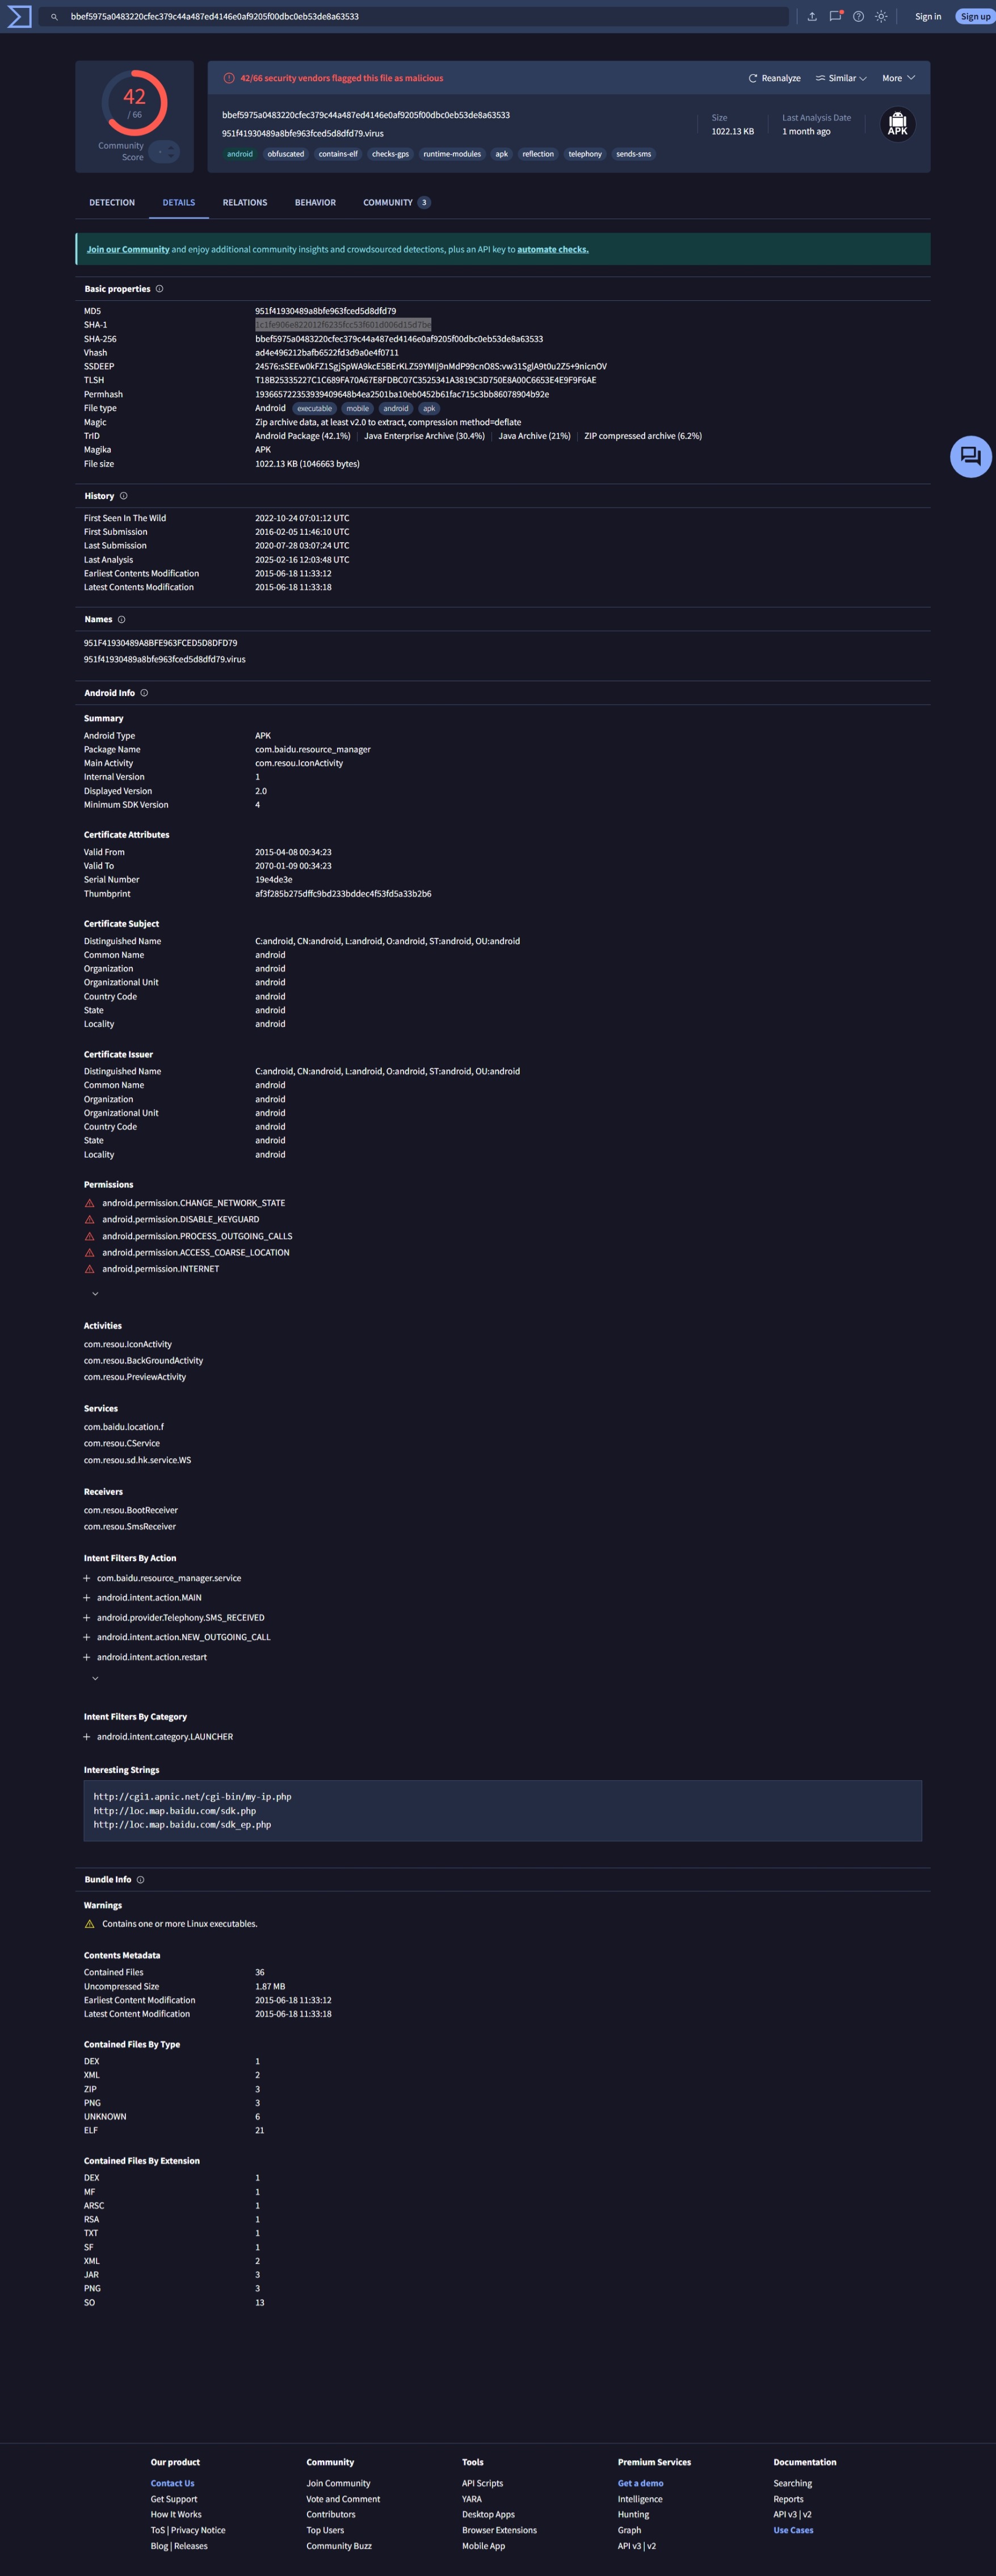 bbef5975a0483220cfec379c44a487ed4146e0af9205f00dbc0eb53de8a63533
Sign in
Sign up
42
/ 66
Community
Score
42/66 security vendors flagged this file as malicious
Reanalyze
Similar
More
bbef5975a0483220cfec379c44a487ed4146e0af9205f00dbc0eb53de8a63533
951f41930489a8bfe963fced5d8dfd79.virus
Size
1022.13 KB
Last Analysis Date
1 month ago
APK
android obfuscated contains-elf checks-gps runtime-modules apk reflection telephony sends-sms
DETECTION DETAILS RELATIONS BEHAVIOR COMMUNITY 3
Join our Community and enjoy additional community insights and crowdsourced detections, plus an API key to automate checks.
Basic properties
MD5 951f41930489a8bfe963fced5d8dfd79
SHA-1
SHA-256 bbef5975a0483220cfec379c44a487ed4146e0af9205f00dbc0eb53de8a63533
Vhash ad4e496212bafb6522fd3d9a0e4f0711
SSDEEP 24576:sSEEw0kFZ1SgjSpWA9kcE5BErKLZ59YMIj9nMdP99cnO8S:vw31SglA9t0u2Z5+9nicnOV
TLSH T18B25335227C1C689FA70A67E8FDBC07C3525341A3819C3D750E8A00C6653E4E9F9F6AE
Permhash 193665722353939409648b4ea2501ba10eb0452b61fac715c3bb86078904b92e
File type Android executable mobile android apk
Magic Zip archive data, at least v2.0 to extract, compression method=deflate
TrID Android Package (42.1%) Java Enterprise Archive (30.4%) Java Archive (21%) ZIP compressed archive (6.2%)
Magika APK
File size 1022.13 KB (1046663 bytes)
History
First Seen In The Wild 2022-10-24 07:01:12 UTC
First Submission 2016-02-05 11:46:10 UTC
Last Submission 2020-07-28 03:07:24 UTC
Last Analysis 2025-02-16 12:03:48 UTC
Earliest Contents Modification 2015-06-18 11:33:12
Latest Contents Modification 2015-06-18 11:33:18
Names
951F41930489A8BFE963FCED5D8DFD79
951f41930489a8bfe963fced5d8dfd79.virus
Android Info
Summary
Android Type APK
Package Name com.baidu.resource_manager
Main Activity com.resou.IconActivity
Internal Version 1
Displayed Version 2.0
Minimum SDK Version 4
Certificate Attributes
Valid From 2015-04-08 00:34:23
Valid To 2070-01-09 00:34:23
Serial Number 19e4de3e
Thumbprint af3f285b275dffc9bd233bddec4f53fd5a33b2b6
Certificate Subject
Distinguished Name C:android, CN:android, L:android, O:android, ST:android, OU:android
Common Name android
Organization android
Organizational Unit android
Country Code android
State android
Locality android
Certificate Issuer
Distinguished Name C:android, CN:android, L:android, O:android, ST:android, OU:android
Common Name android
Organization android
Organizational Unit android
Country Code android
State android
Locality android
Permissions
android.permission.CHANGE_NETWORK_STATE
android.permission.DISABLE_KEYGUARD
android.permission.PROCESS_OUTGOING_CALLS
android.permission.ACCESS_COARSE_LOCATION
android.permission.INTERNET
Activities
com.resou.IconActivity
com.resou.BackGroundActivity
com.resou.PreviewActivity
Services
com.baidu.location.f
com.resou.CService
com.resou.sd.hk.service.WS
Receivers
com.resou.BootReceiver
com.resou.SmsReceiver
Intent Filters By Action
+ com.baidu.resource_manager.service
+ android.intent.action.MAIN
+ android.provider.Telephony.SMS_RECEIVED
+ android.intent.action.NEW_OUTGOING_CALL
+ android.intent.action.restart
Intent Filters By Category
+ android.intent.category.LAUNCHER
Interesting Strings
http://cgi1.apnic.net/cgi-bin/my-ip.php
http://loc.map.baidu.com/sdk.php
http://loc.map.baidu.com/sdk_ep.php
Bundle Info
Warnings
Contains one or more Linux executables.
Contents Metadata
Contained Files 36
Uncompressed Size 1.87 MB
Earliest Content Modification 2015-06-18 11:33:12
Latest Content Modification 2015-06-18 11:33:18
Contained Files By Type
DEX 1
XML 2
ZIP 3
PNG 3
UNKNOWN 6
ELF 21
Contained Files By Extension
DEX 1
MF 1
ARSC 1
RSA 1
TXT 1
SF 1
XML 2
JAR 3
PNG 3
SO 13
Our product Community Tools Premium Services Documentation
Contact Us Join Community API Scripts Get a demo Searching
Get Support Vote and Comment YARA Intelligence Reports
How It Works Contributors Desktop Apps Hunting API v3 | v2
ToS | Privacy Notice Top Users Browser Extensions Graph Use Cases
Blog | Releases Community Buzz Mobile App API v3 | v2